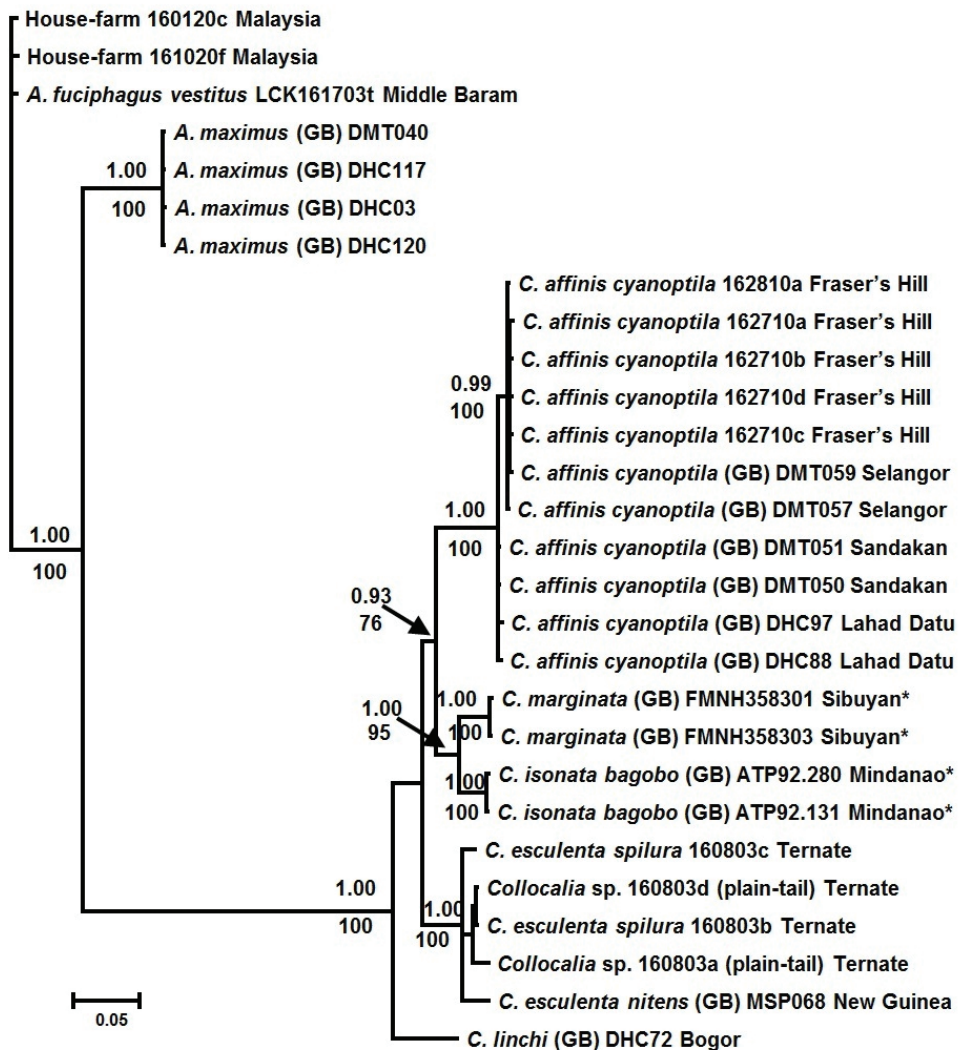 House-farm 160120c Malaysia
House-farm 161020f Malaysia
A. fuciphagus vestitus LCK161703t Middle Baram
A. maximus (GB) DMT040
1.00
A. maximus (GB) DHC117
100
A. maximus (GB) DHC03
A. maximus (GB) DHC120
C. affinis cyanoptila 162810a Fraser’s Hill
C. affinis cyanoptila 162710a Fraser’s Hill
C. affinis cyanoptila 162710b Fraser’s Hill
0.99
C. affinis cyanoptila 162710d Fraser’s Hill
100
C. affinis cyanoptila 162710c Fraser’s Hill
C. affinis cyanoptila (GB) DMT059 Selangor
1.00
C. affinis cyanoptila (GB) DMT057 Selangor
1.00
100
C. affinis cyanoptila (GB) DMT051 Sandakan
100
C. affinis cyanoptila (GB) DMT050 Sandakan
0.93
76
C. affinis cyanoptila (GB) DHC97 Lahad Datu
C. affinis cyanoptila (GB) DHC88 Lahad Datu
1.00
C. marginata (GB) FMNH358301 Sibuyan*
1.00
95
100
C. marginata (GB) FMNH358303 Sibuyan*
C. isonata bagobo (GB) ATP92.280 Mindanao*
1.00
100
C. isonata bagobo (GB) ATP92.131 Mindanao*
C. esculenta spilura 160803c Ternate
1.00
Collocalia sp. 160803d (plain-tail) Ternate
1.00
100
C. esculenta spilura 160803b Ternate
100
Collocalia sp. 160803a (plain-tail) Ternate
C. esculenta nitens (GB) MSP068 New Guinea
0.05
C. linchi (GB) DHC72 Bogor